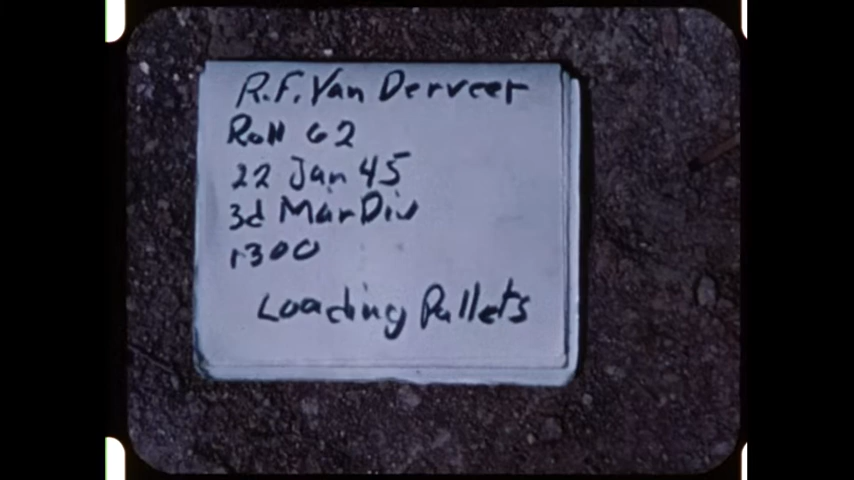 R.F. Van Derveer
Roll 62
22 Jan 45
3d MarDiv
1300
Loading Pallets